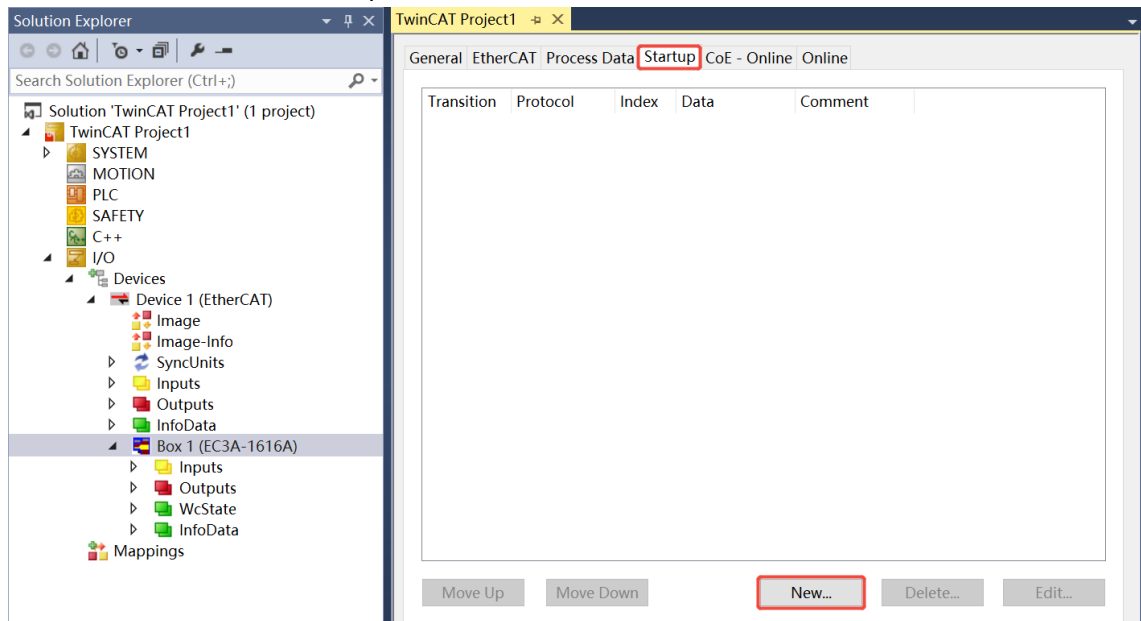 Solution Explorer
Search Solution Explorer (Ctrl+;)
Solution 'TwinCAT Project1' (1 project)
TwinCAT Project1
SYSTEM
MOTION
PLC
SAFETY
C++
I/O
Devices
Device 1 (EtherCAT)
Image
Image-Info
SyncUnits
Inputs
Outputs
InfoData
Box 1 (EC3A-1616A)
Inputs
Outputs
WcState
InfoData
Mappings
TwinCAT Project1
General EtherCAT Process Data Startup CoE - Online Online
Transition Protocol Index Data Comment
Move Up Move Down New... Delete... Edit...